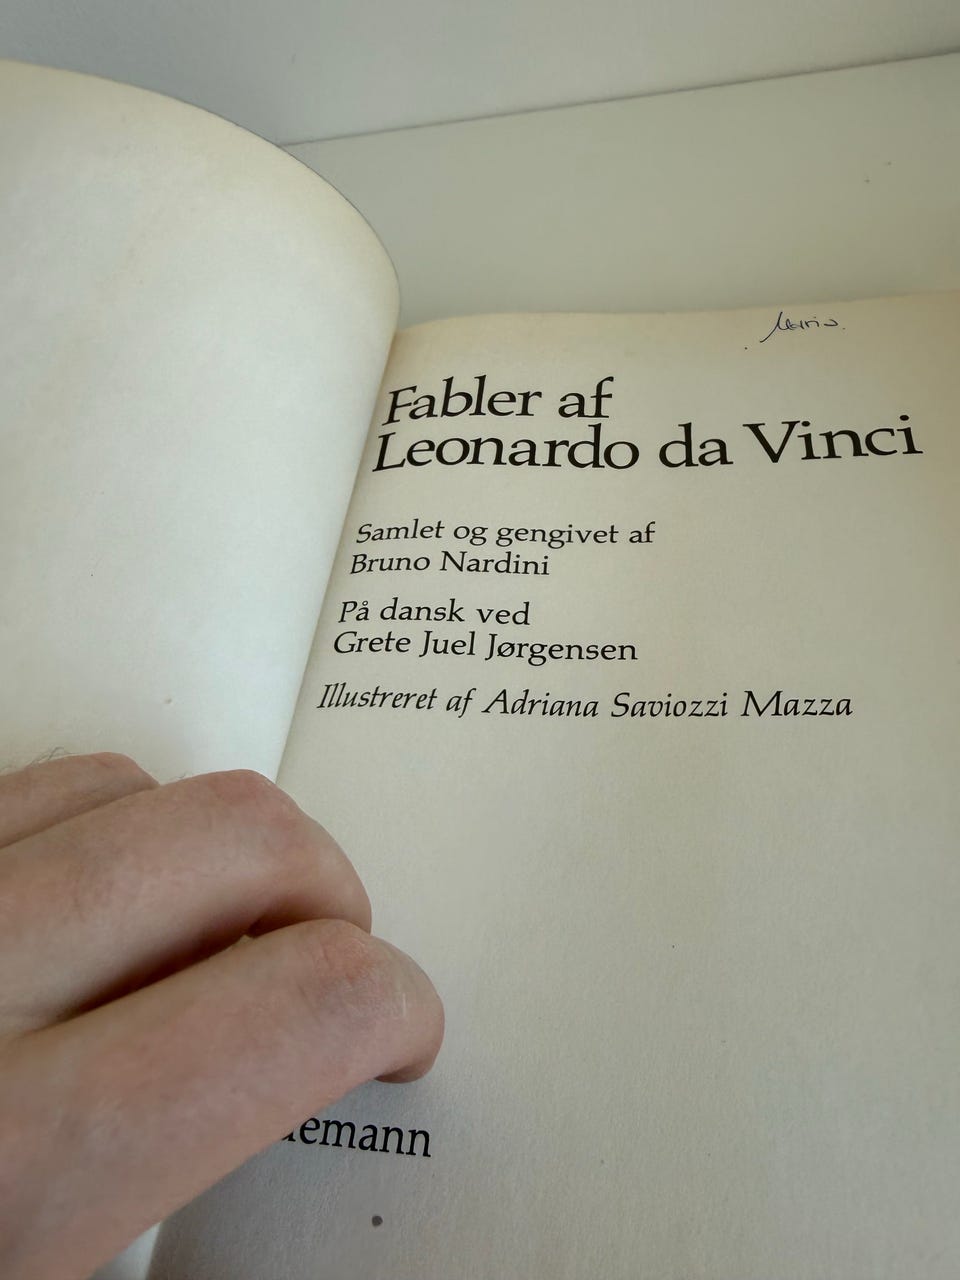 Fabler af
Leonardo da Vinci
Samlet og gengivet af
Bruno Nardini
På dansk ved
Grete Juel Jørgensen
Illustreret af Adriana Saviozzi Mazza